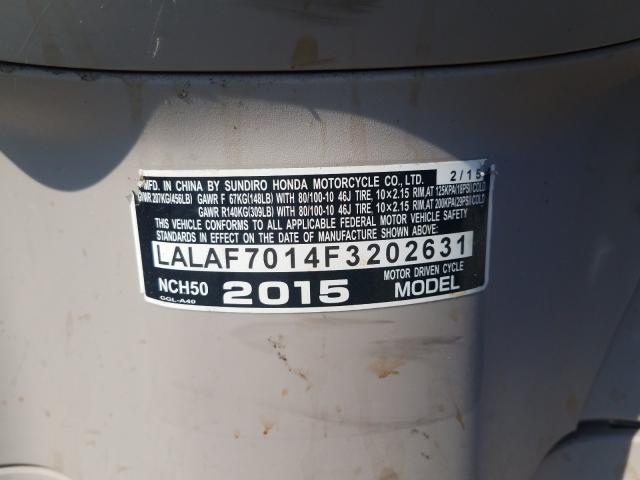 MFD. IN CHINA BY SUNDIRO HONDA MOTORCYCLE CO., LTD. 2/15
GVWR 207KG(456LB) GAWR F 67KG(148LB) WITH 80/100-10 46J TIRE, 10×2.15 RIM, AT 125KPA(18PSI) COLD
GAWR R140KG(309LB) WITH 80/100-10 46J TIRE, 10×2.15 RIM, AT 200KPA(29PSI) COLD
THIS VEHICLE CONFORMS TO ALL APPLICABLE FEDERAL MOTOR VEHICLE SAFETY
STANDARDS IN EFFECT ON THE DATE OF MANUFACTURE SHOWN ABOVE.
LALAF7014F3202631
NCH50 2015 MOTOR DRIVEN CYCLE
MODEL
GGL-A40